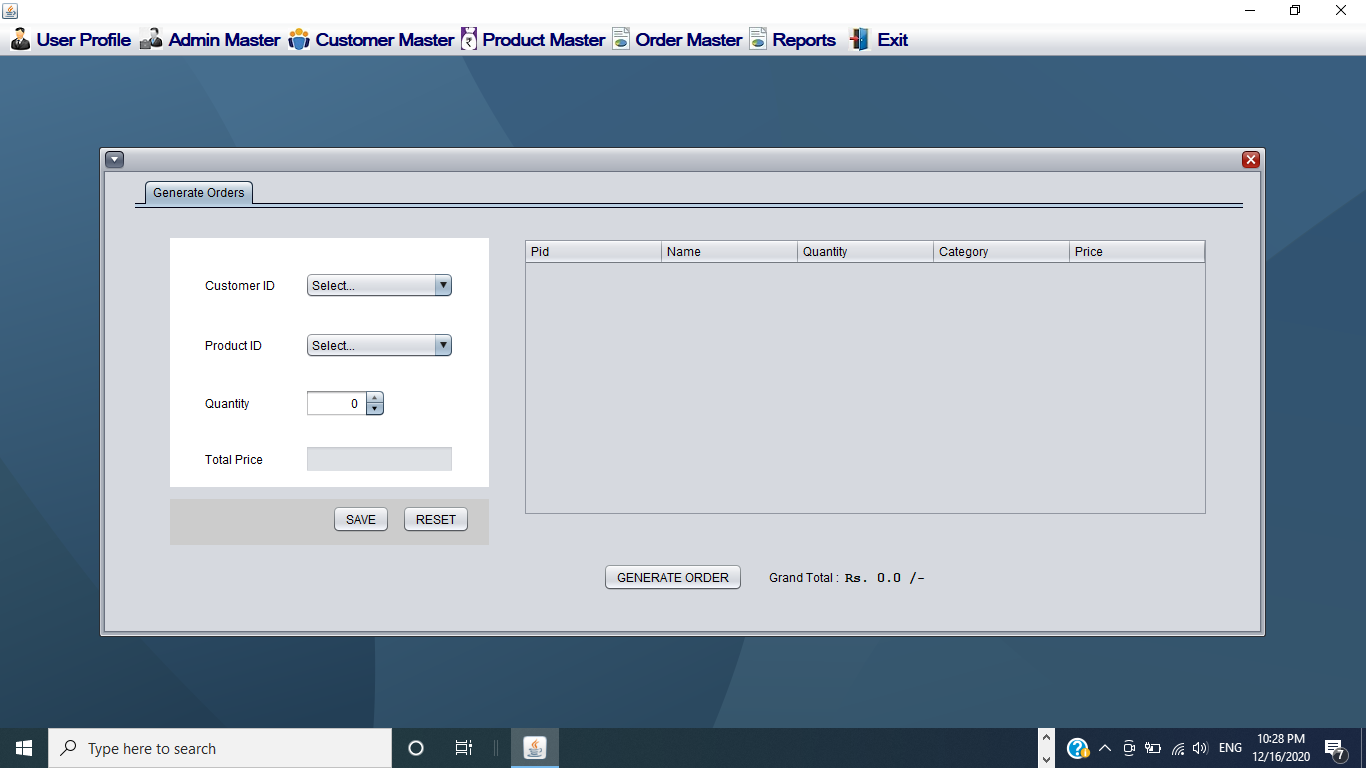 User Profile Admin Master Customer Master Product Master Order Master Reports Exit
Generate Orders
Customer ID Select...
Product ID Select...
Quantity 0
Total Price
SAVE RESET
Pid Name Quantity Category Price
GENERATE ORDER Grand Total : Rs. 0.0 /-
Type here to search
ENG
10:28 PM
12/16/2020
7